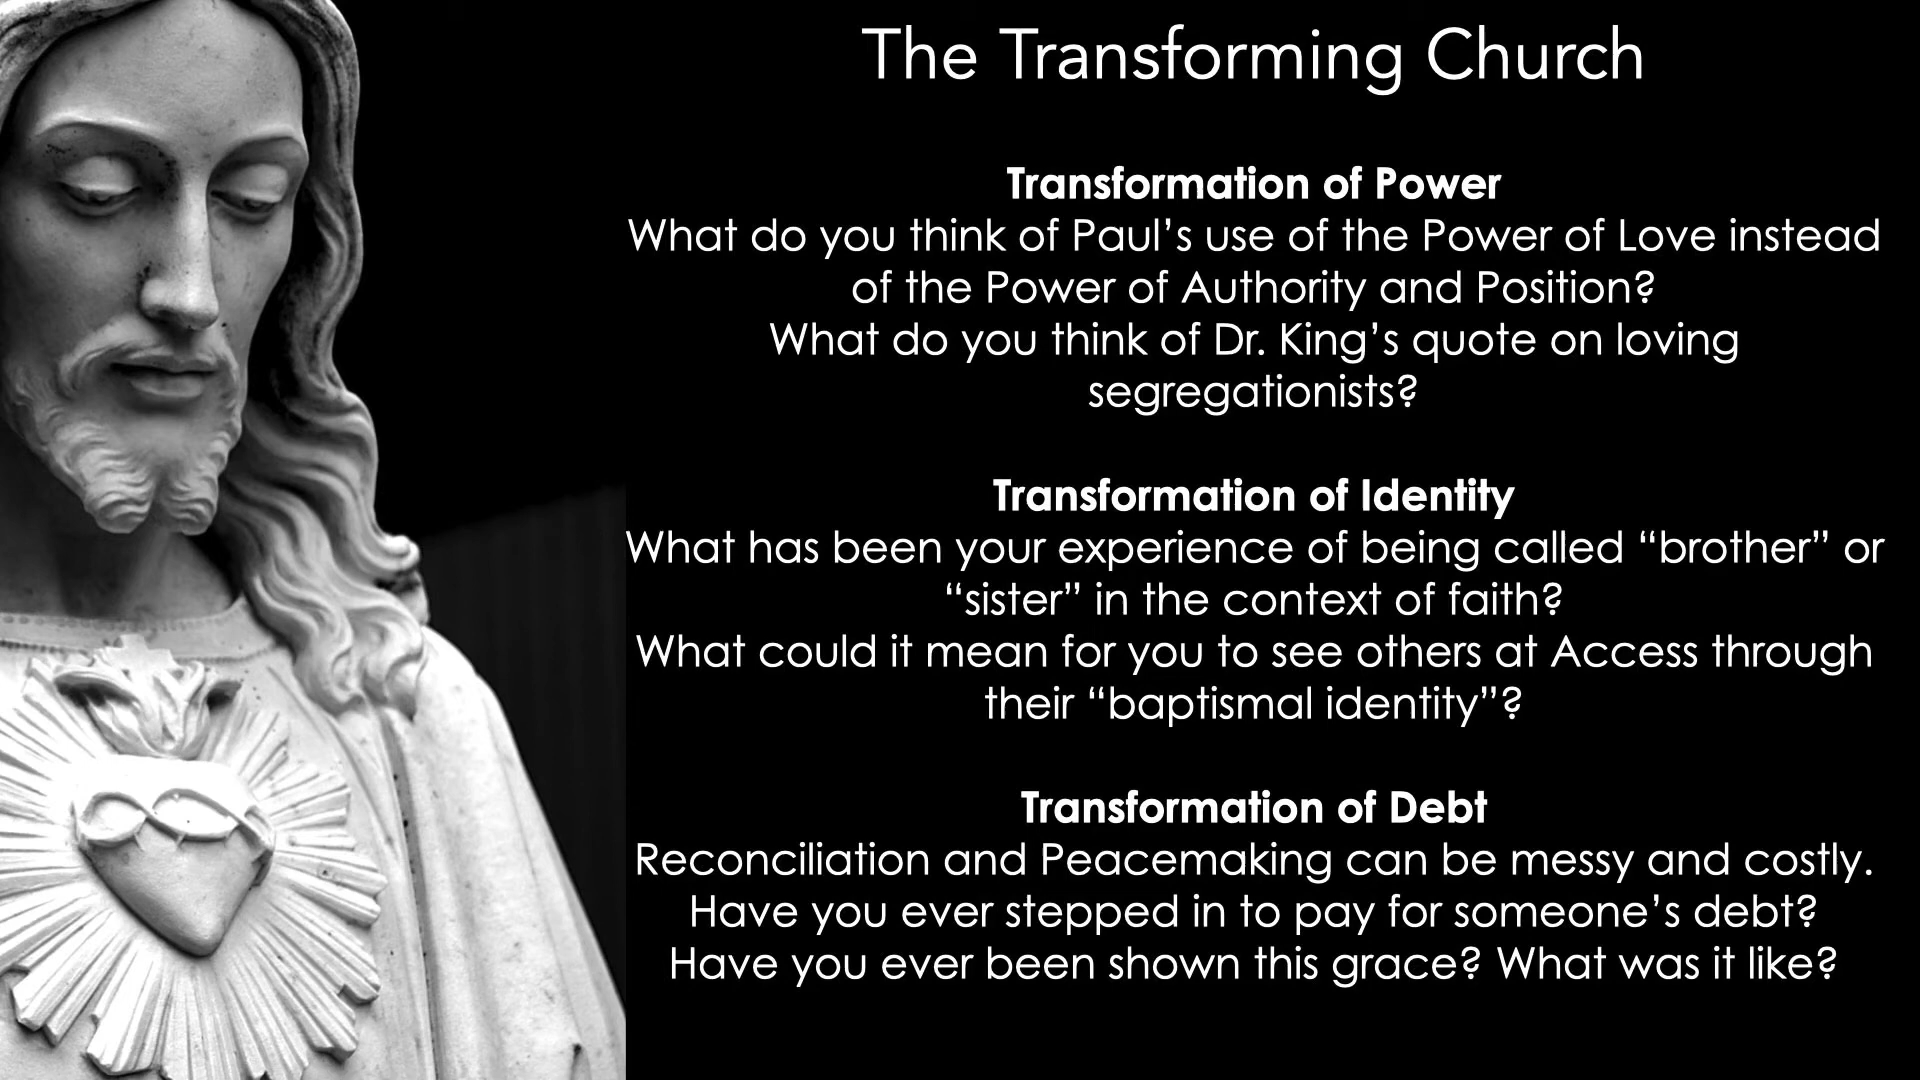 The Transforming Church
Transformation of Power
What do you think of Paul’s use of the Power of Love instead
of the Power of Authority and Position?
What do you think of Dr. King’s quote on loving
segregationists?
Transformation of Identity
What has been your experience of being called “brother” or
“sister” in the context of faith?
What could it mean for you to see others at Access through
their “baptismal identity”?
Transformation of Debt
Reconciliation and Peacemaking can be messy and costly.
Have you ever stepped in to pay for someone’s debt?
Have you ever been shown this grace? What was it like?